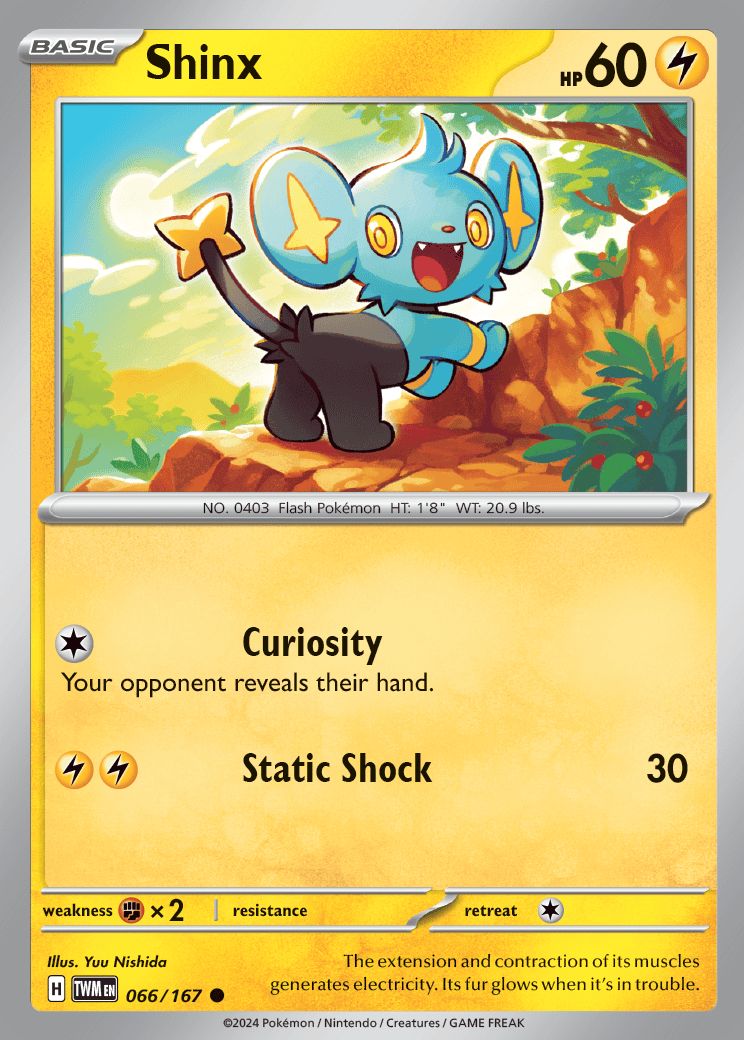 BASIC
Shinx
HP 60
NO. 0403 Flash Pokémon HT: 1'8" WT: 20.9 lbs.
Curiosity
Your opponent reveals their hand.
Static Shock 30
weakness ×2 resistance retreat
Illus. Yuu Nishida
The extension and contraction of its muscles
generates electricity. Its fur glows when it's in trouble.
H TWM EN 066/167
©2024 Pokémon / Nintendo / Creatures / GAME FREAK